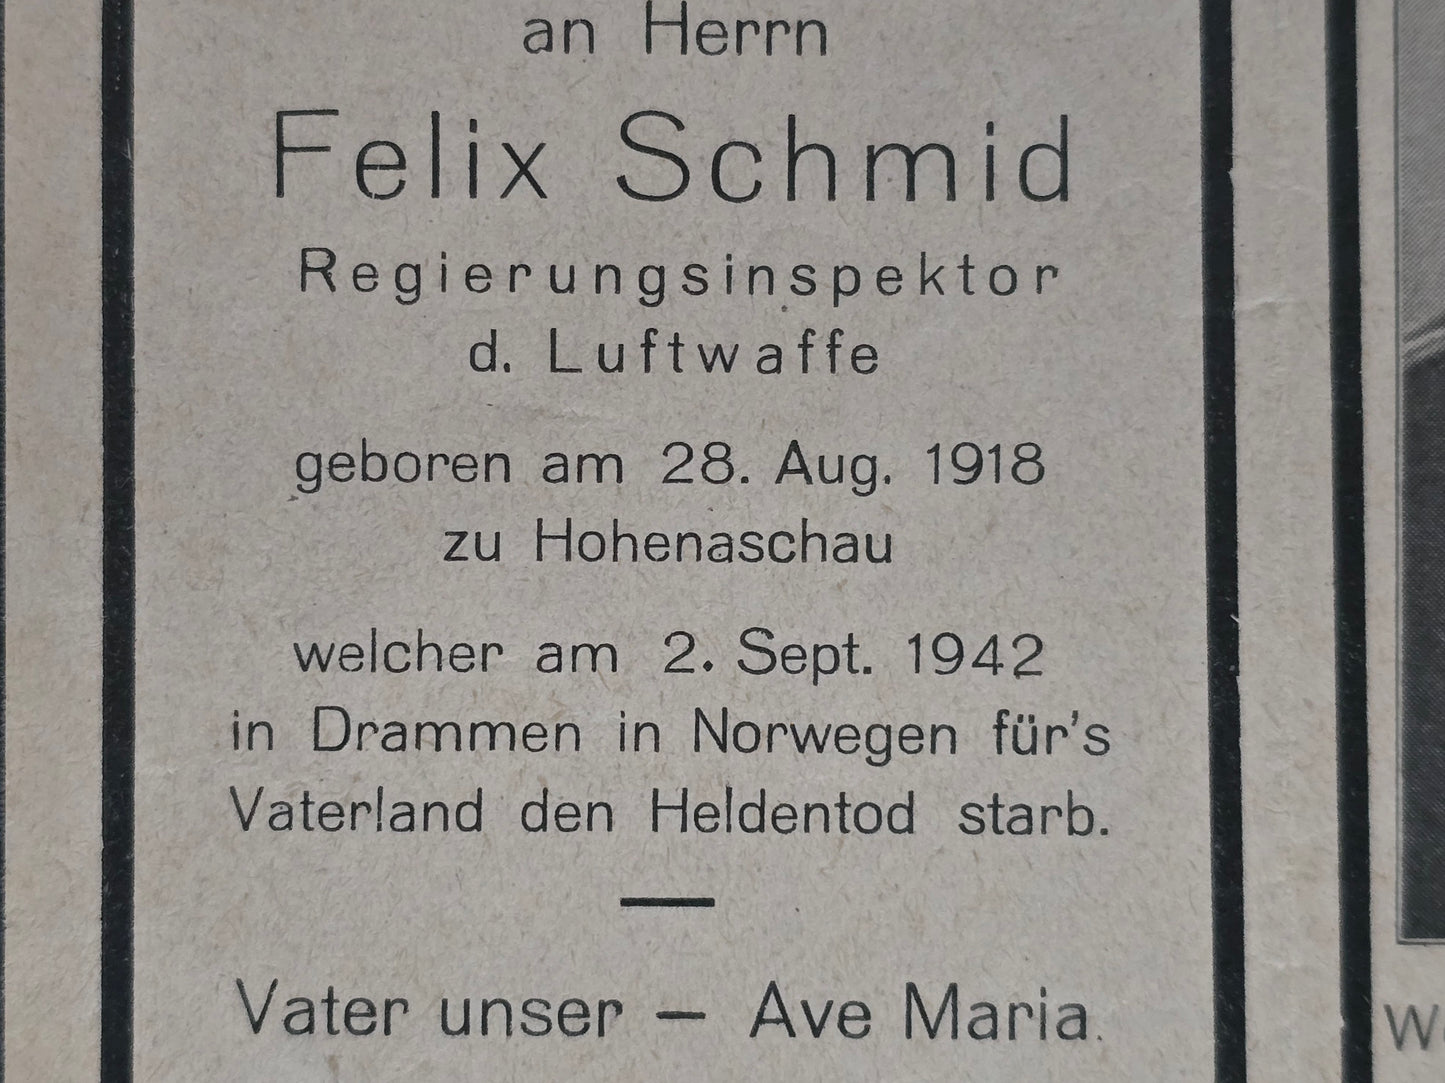 an Herrn
Felix Schmid
Regierungsinspektor
d. Luftwaffe
geboren am 28. Aug. 1918
zu Hohenaschau
welcher am 2. Sept. 1942
in Drammen in Norwegen für's
Vaterland den Heldentod starb.
Vater unser — Ave Maria.